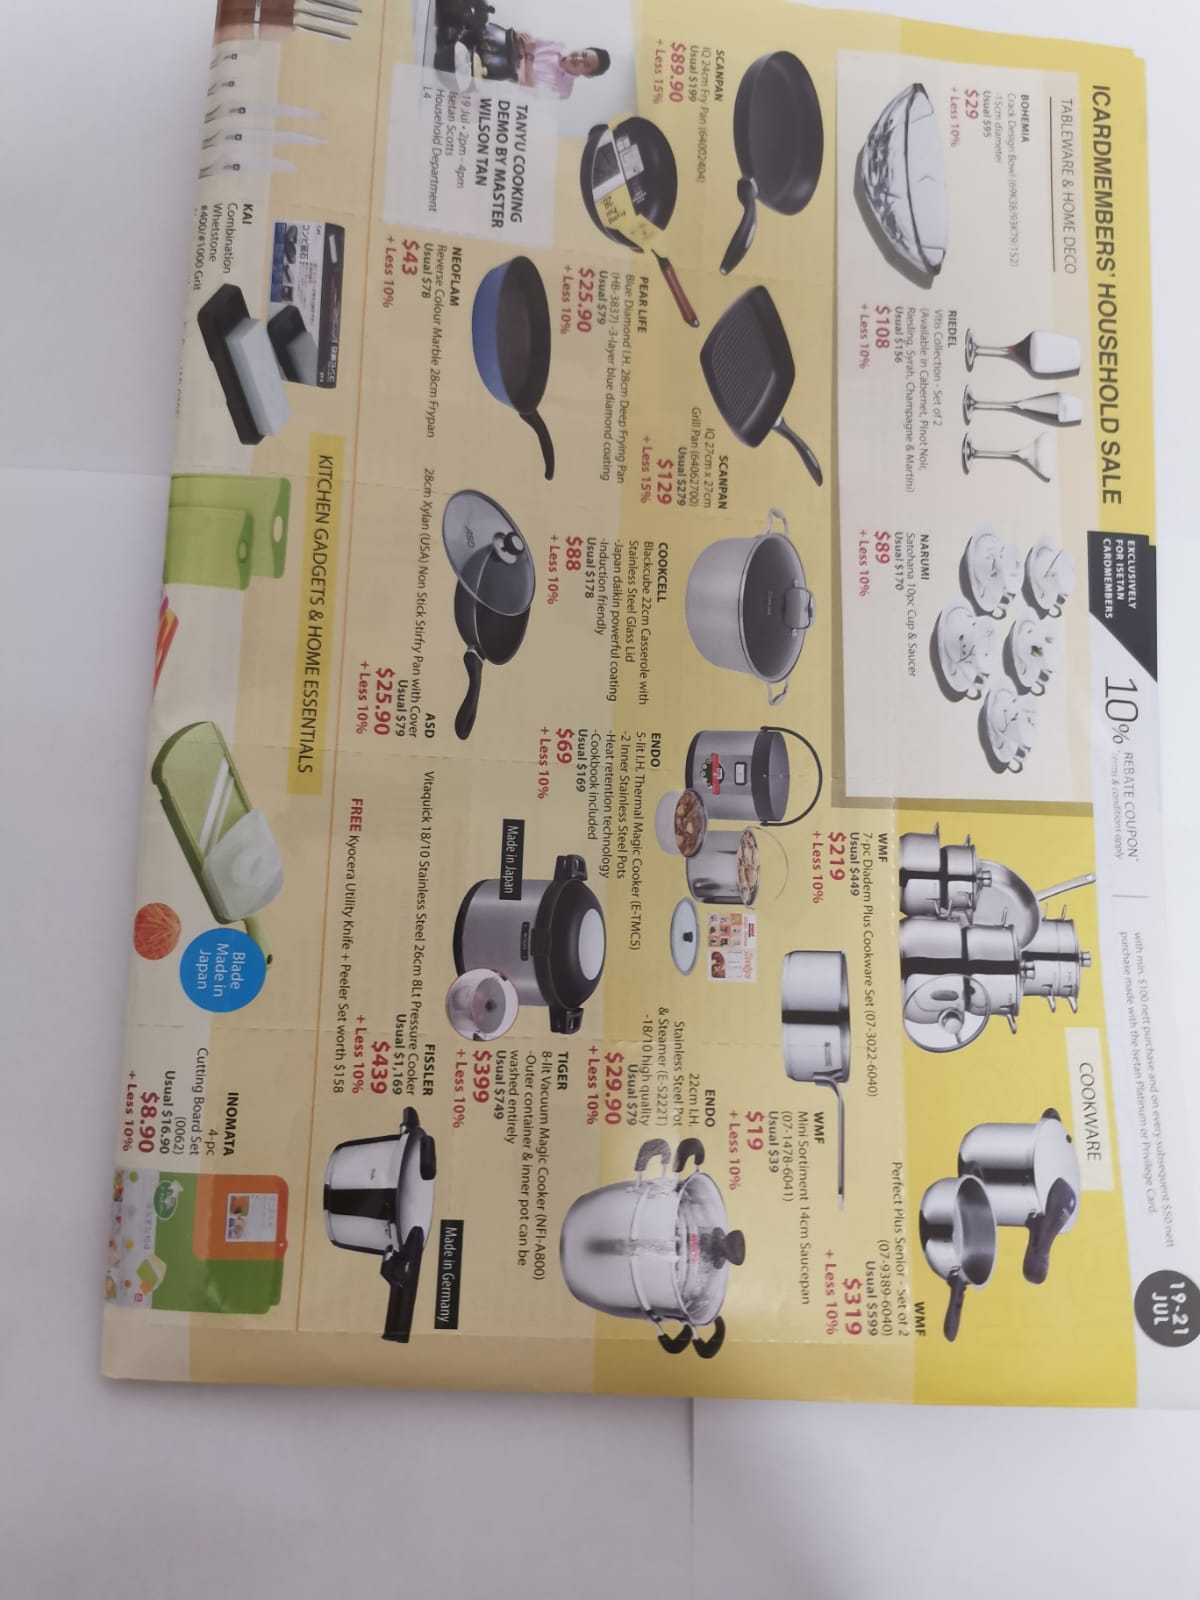 ICARDMEMBERS' HOUSEHOLD SALE
EXCLUSIVELY
FOR ISETAN
CARDMEMBERS
10% REBATE COUPON*
*Terms & conditions apply
with min. $100 nett purchase and on every subsequent $50 nett
purchase made with the Isetan Platinum or Privilege Card.
19-21
JUL
TABLEWARE & HOME DECO
BOHEMIA
Crack Design Bowl (69K38/93K79/152)
-15cm diameter
Usual $95
$29
+ Less 10%
RIEDEL
Vitis Collection - Set of 2
(Available in Cabernet, Pinot Noir,
Riesling, Syrah, Champagne & Martini)
Usual $156
$108
+ Less 10%
NARUMI
Satohana 10pc Cup & Saucer
Usual $170
$89
+ Less 10%
COOKWARE
WMF
7-pc Diadem Plus Cookware Set (07-3022-6040)
Usual $449
$219
+ Less 10%
WMF
Perfect Plus Senior - Set of 2
(07-9389-6040)
Usual $599
$319
+ Less 10%
SCANPAN
IQ 24cm Fry Pan (64002404)
Usual $199
$89.90
+ Less 15%
SCANPAN
IQ 27cm x 27cm
Grill Pan (64062700)
Usual $279
$129
+ Less 15%
COOKCELL
Blackcube 22cm Casserole with
Stainless Steel Glass Lid
-Japan daikin powerful coating
-Induction friendly
Usual $178
$88
+ Less 10%
ENDO
5-lit I.H. Thermal Magic Cooker (E-TMC5)
-2 Inner Stainless Steel Pots
-Heat retention technology
-Cookbook included
Usual $169
$69
+ Less 10%
WMF
Mini Sortiment 14cm Saucepan
(07-1478-6041)
Usual $39
$19
+ Less 10%
ENDO
22cm I.H.
Stainless Steel Pot
& Steamer (E-S222T)
-18/10 high quality
Usual $79
$29.90
+ Less 10%
TANYU COOKING
DEMO BY MASTER
WILSON TAN
19 Jul • 2pm - 4pm
Isetan Scotts
Household Department
L4
PEAR LIFE
Blue Diamond I.H. 28cm Deep Frying Pan
(HB-3837) -3-layer blue diamond coating
Usual $79
$25.90
+ Less 10%
NEOFLAM
Reverse Colour Marble 28cm Frypan
Usual $78
$43
+ Less 10%
ASD
ASD
28cm Xylan (USA) Non Stick Stirfry Pan with Cover
Usual $79
$25.90
+ Less 10%
Made in Japan
TIGER
8-lit Vacuum Magic Cooker (NFI-A800)
-Outer container & inner pot can be
washed entirely
Usual $749
$399
+ Less 10%
Made in Germany
FISSLER
Vitaquick 18/10 Stainless Steel 26cm 8Lt Pressure Cooker
Usual $1,169
$439
+ Less 10%
FREE Kyocera Utility Knife + Peeler Set worth $158
KITCHEN GADGETS & HOME ESSENTIALS
KAI
Combination
Whetstone
#400/#1000 Grit
Blade
Made in
Japan
INOMATA
4-pc
Cutting Board Set
(0062)
Usual $16.90
$8.90
+ Less 10%